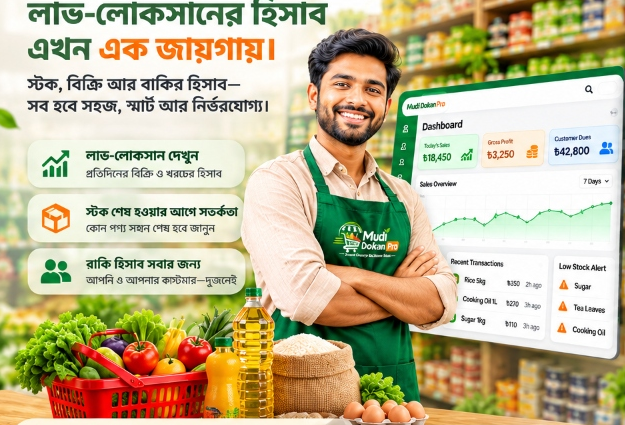 লাভ-লোকসানের হিসাব
এখন এক জায়গায়।
স্টক, বিক্রি আর বাকির হিসাব—
সব হবে সহজ, স্মার্ট আর নির্ভরযোগ্য।
লাভ-লোকসান দেখুন
প্রতিদিনের বিক্রি ও খরচের হিসাব
স্টক শেষ হওয়ার আগে সতর্কতা
কোন পণ্য সহন শেষ হবে জানুন
রাকি হিসাব সবার জন্য
আপনি ও আপনার কাস্টমার—দুজনেই
Mudi
Dokan Pro
Mudi Dokan Pro
Dashboard
Today's Sales
৳18,450
Gross Profit
৳3,250
Customer Dues
৳42,800
Sales Overview
7 Days
Recent Transactions
Rice 5kg
৳350
2h ago
Cooking Oil 1L
৳270
3h ago
Sugar 1kg
৳110
3h ago
Low Stock Alert
Sugar
Tea Leaves
Cooking Oil